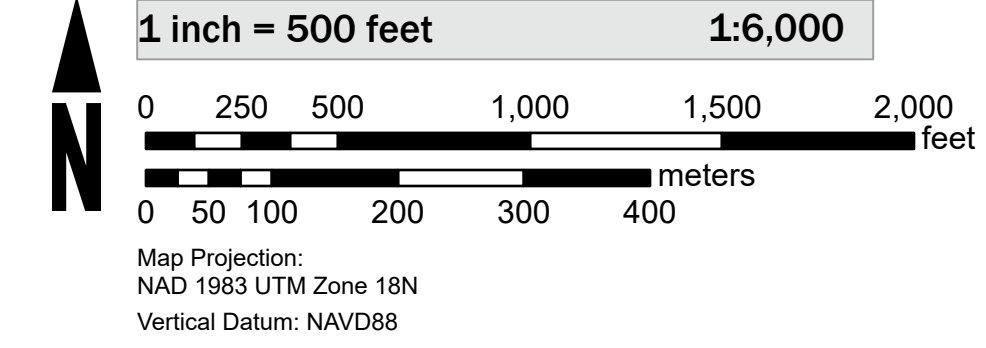 1 inch = 500 feet 1:6,000
0 250 500 1,000 1,500 2,000
feet
meters
0 50 100 200 300 400
N
Map Projection:
NAD 1983 UTM Zone 18N
Vertical Datum: NAVD88